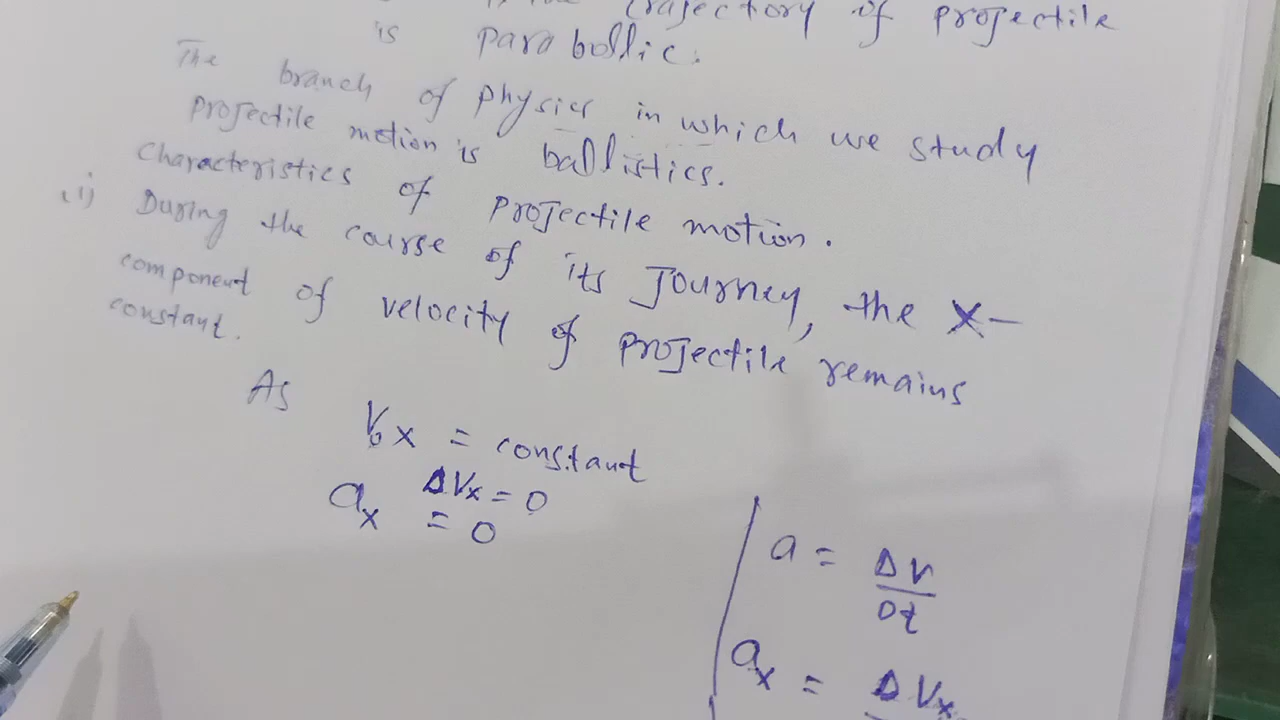 trajectory of projectile
is parabollic.
The branch of physics in which we study
projectile motion is ballistics.
Characteristics of projectile motion.
(i) During the course of its Journey, the x-
component of velocity of projectile remains
constant.
As
Vox = constant
ΔVx = 0
ax = 0
a = ΔV
Δt
ax = ΔVx